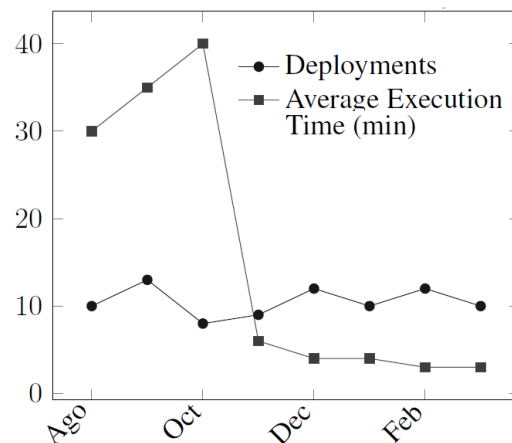 40
30
20
10
0
Deployments
Average Execution
Time (min)
Ago
Oct
Dec
Feb